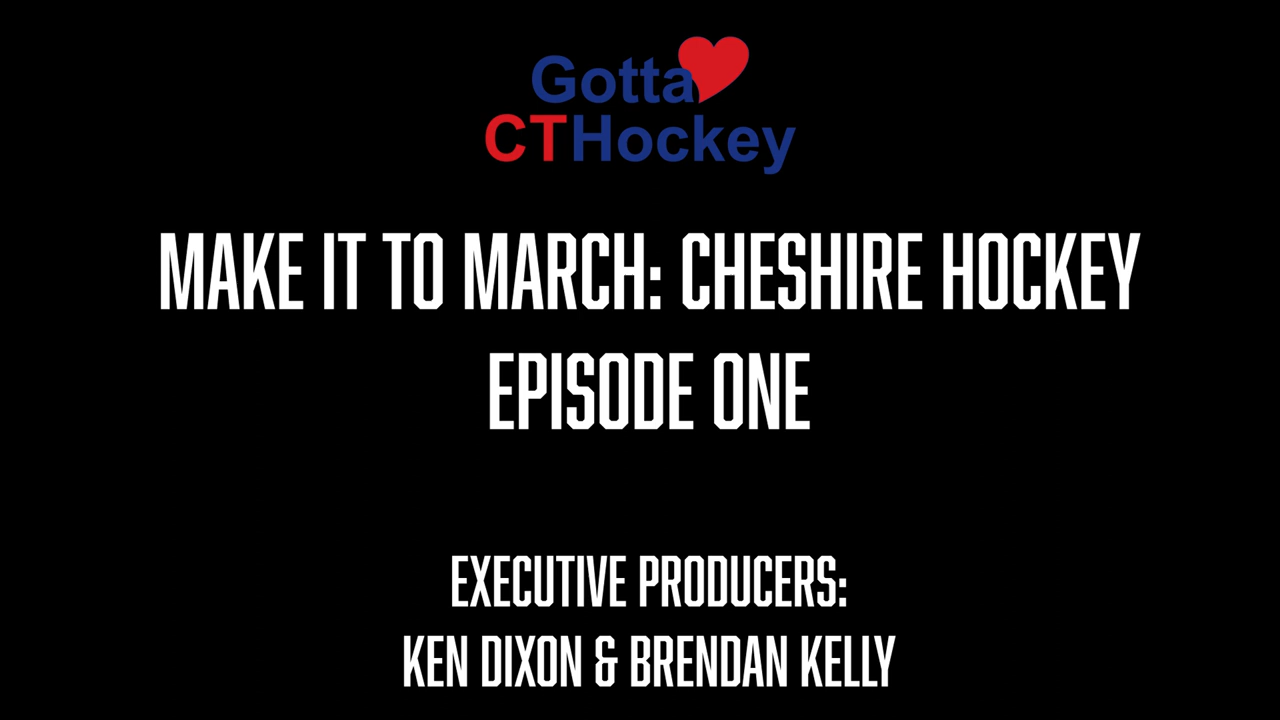 Gotta
CTHockey
MAKE IT TO MARCH: CHESHIRE HOCKEY
EPISODE ONE
EXECUTIVE PRODUCERS:
KEN DIXON & BRENDAN KELLY